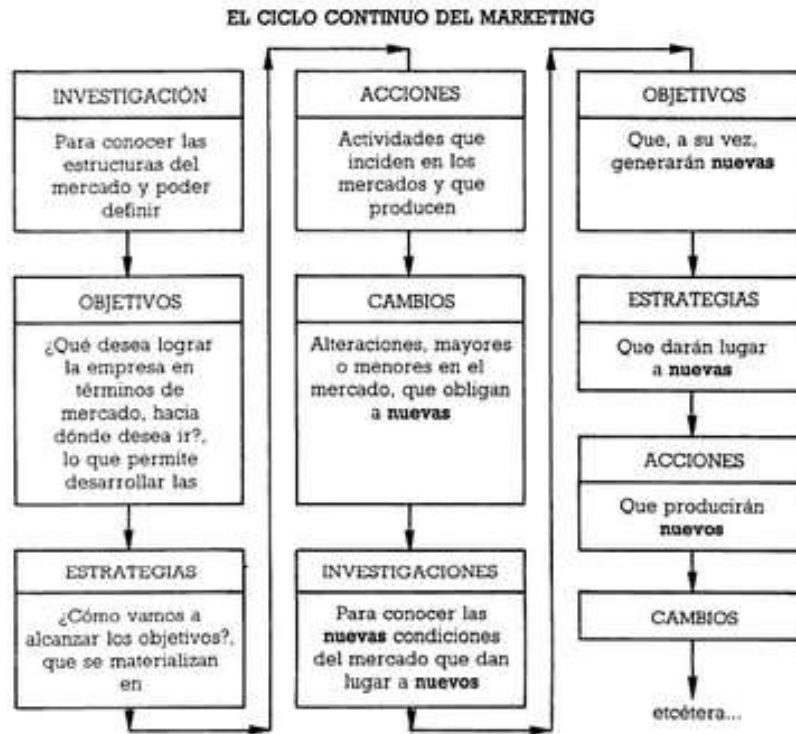 EL CICLO CONTINUO DEL MARKETING
INVESTIGACIÓN
Para conocer las
estructuras del
mercado y poder
definir
OBJETIVOS
¿Qué desea lograr
la empresa en
términos de
mercado, hacia
dónde desea ir?,
lo que permite
desarrollar las
ESTRATEGIAS
¿Cómo vamos a
alcanzar los objetivos?,
que se materializan
en
ACCIONES
Actividades que
inciden en los
mercados y que
producen
CAMBIOS
Alteraciones, mayores
o menores en el
mercado, que obligan
a nuevas
INVESTIGACIONES
Para conocer las
nuevas condiciones
del mercado que dan
lugar a nuevos
OBJETIVOS
Que, a su vez,
generarán nuevas
ESTRATEGIAS
Que darán lugar
a nuevas
ACCIONES
Que producirán
nuevos
CAMBIOS
etcétera...